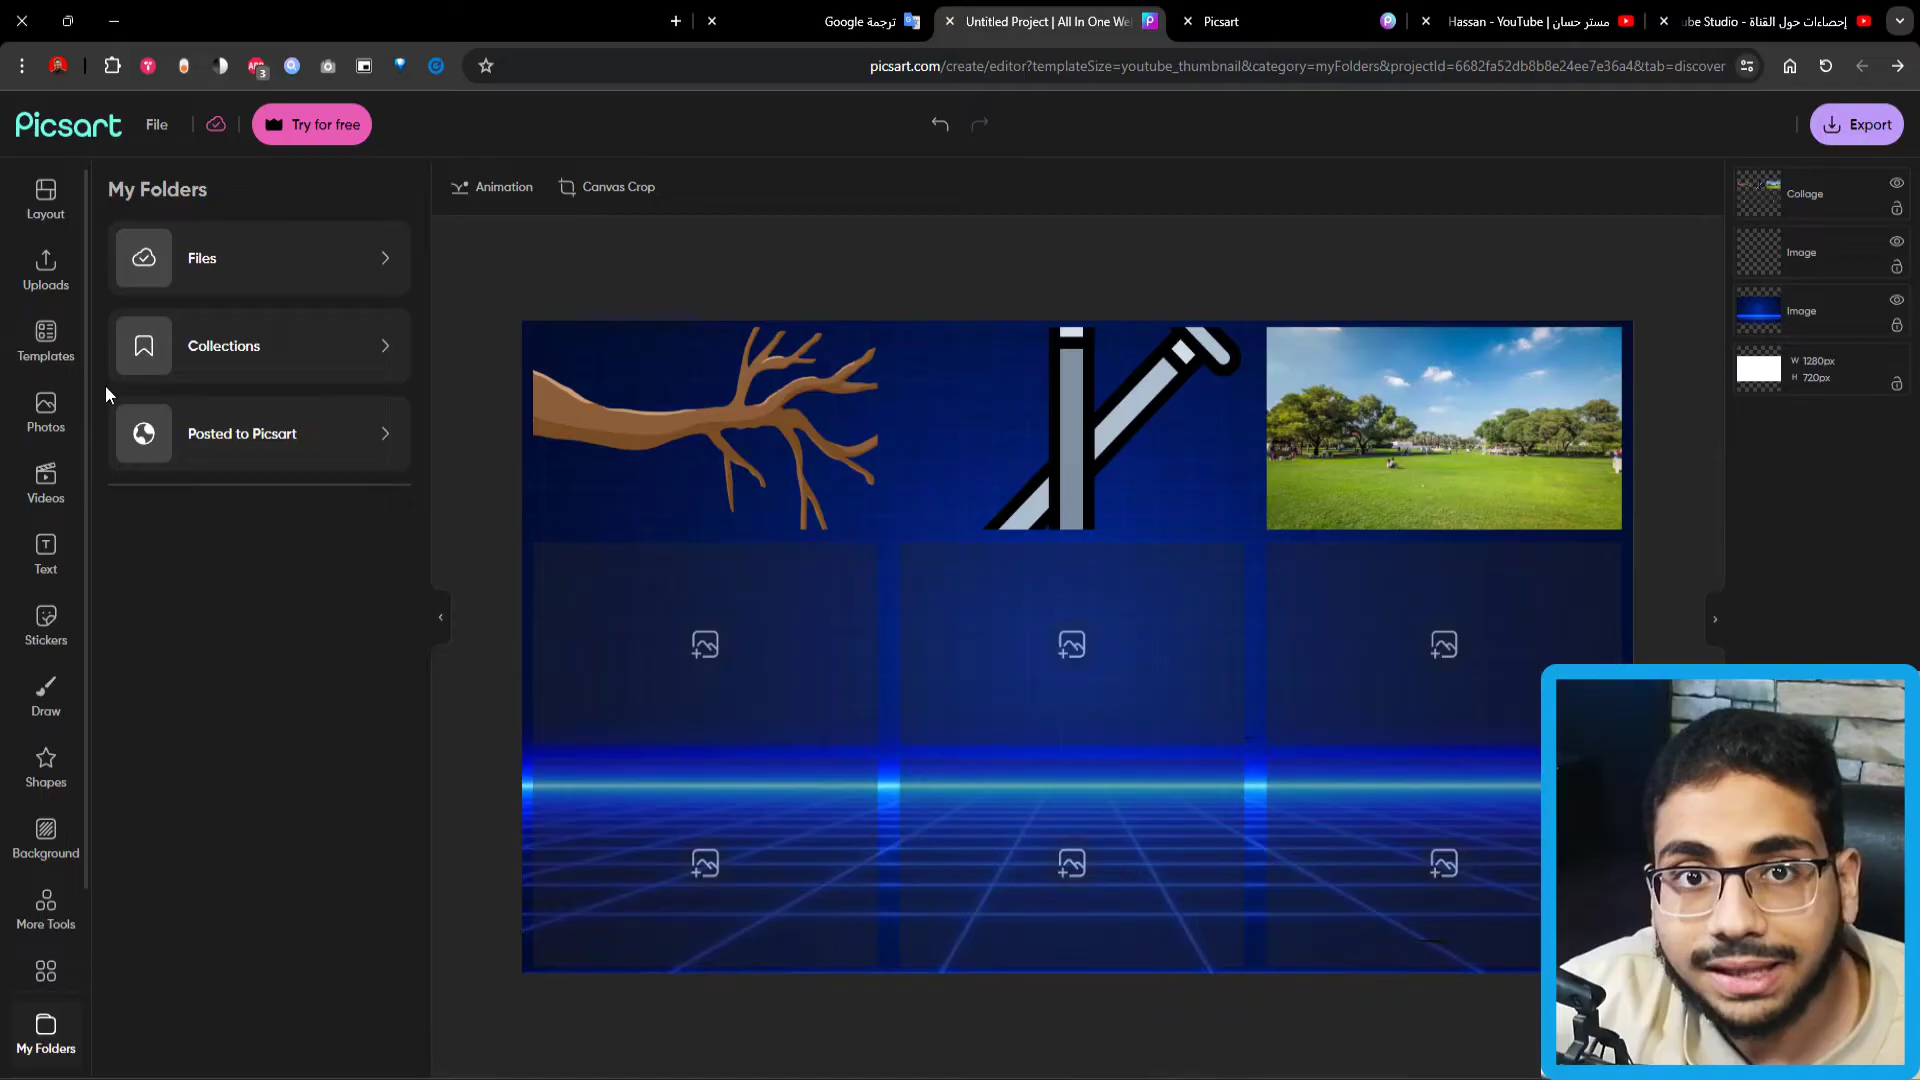 ترجمة Google
Untitled Project | All In One We
Picsart
مستر حسان | Hassan - YouTube
إحصاءات حول القناة - ube Studio
3
picsart.com/create/editor?templateSize=youtube_thumbnail&category=myFolders&projectId=6682fa52db8b8e24ee7e36a4&tab=discover
Picsart
File
Try for free
Export
Layout
Uploads
Templates
Photos
Videos
Text
Stickers
Draw
Shapes
Background
More Tools
My Folders
My Folders
Files
Collections
Posted to Picsart
Animation
Canvas Crop
Collage
Image
Image
W 1280px
H 720px